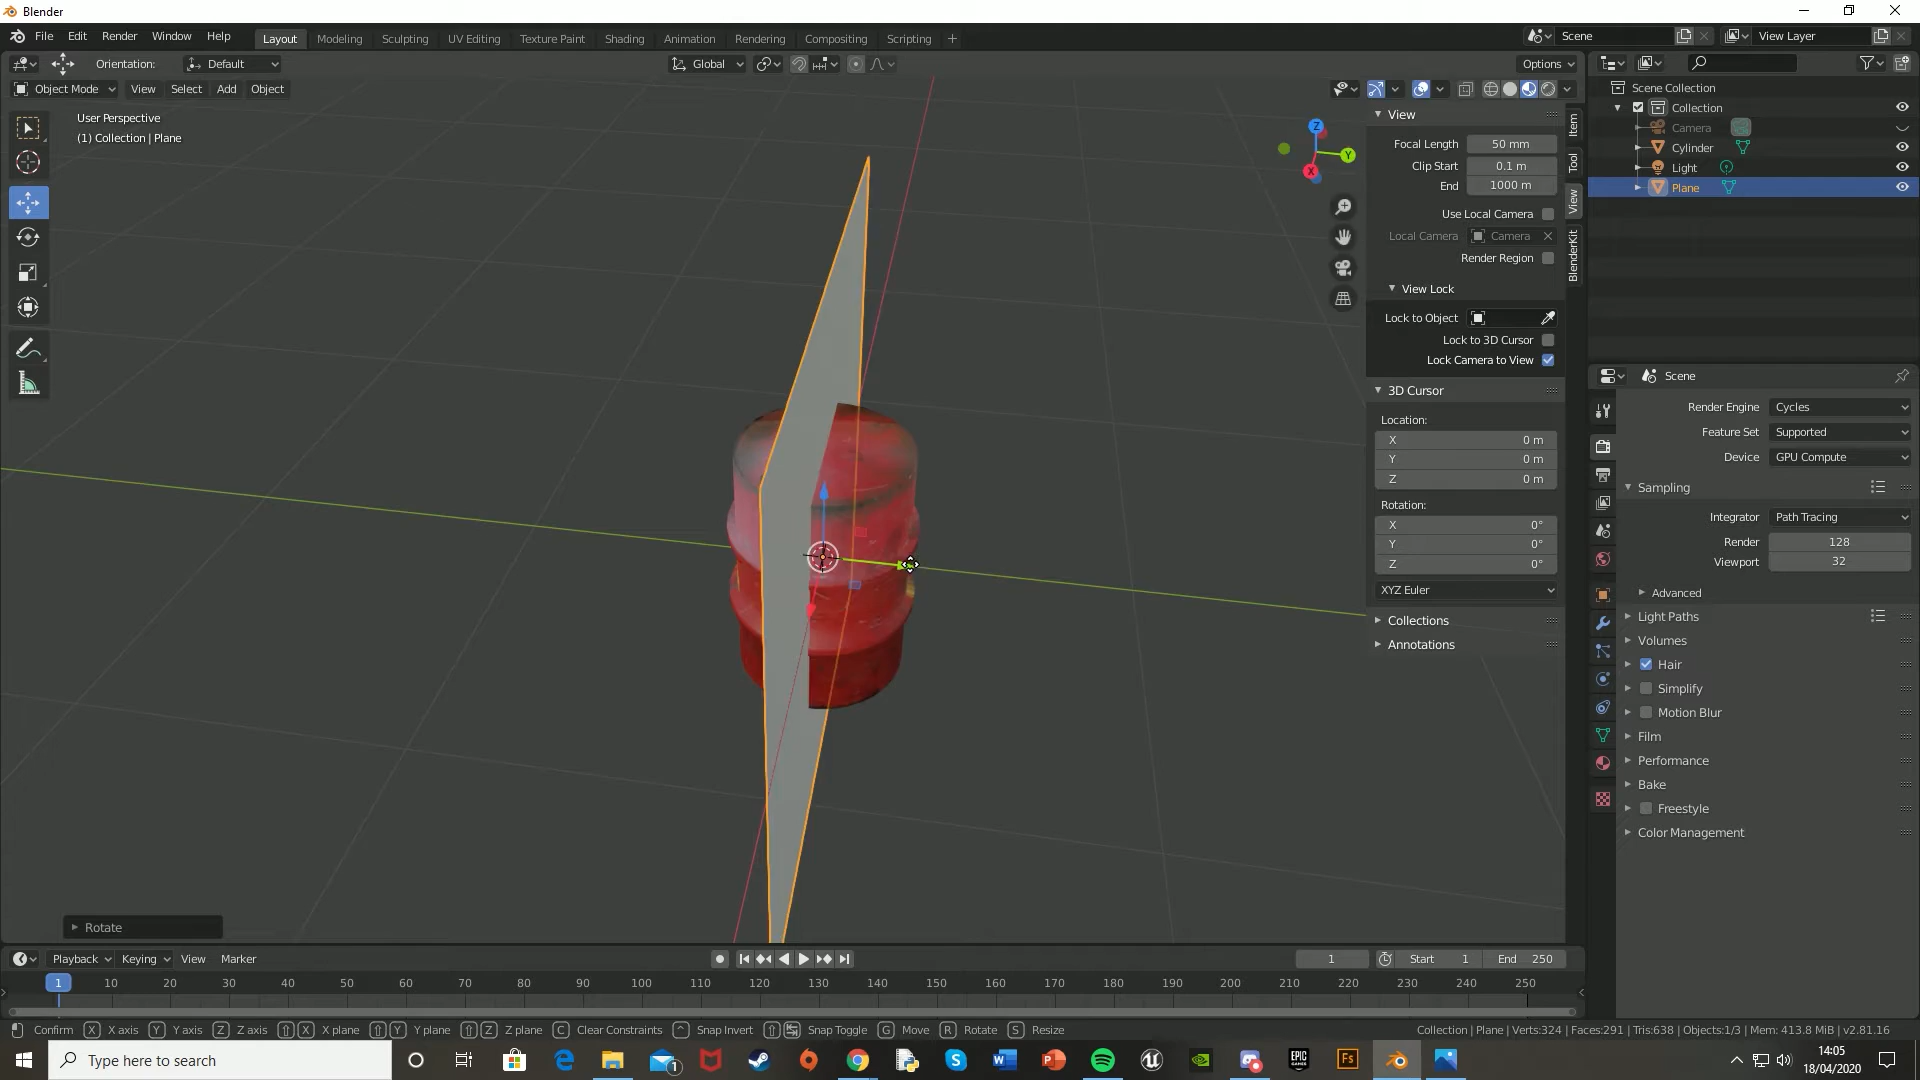 Blender
File Edit Render Window Help
Layout Modeling Sculpting UV Editing Texture Paint Shading Animation Rendering Compositing Scripting +
Scene
View Layer
Orientation: Default
Global
Options
Object Mode View Select Add Object
User Perspective
(1) Collection | Plane
Z
Y
X
View
Focal Length 50 mm
Clip Start 0.1 m
End 1000 m
Use Local Camera
Local Camera Camera
Render Region
View Lock
Lock to Object
Lock to 3D Cursor
Lock Camera to View
3D Cursor
Location:
X 0 m
Y 0 m
Z 0 m
Rotation:
X 0°
Y 0°
Z 0°
XYZ Euler
Collections
Annotations
Item
Tool
View
BlenderKit
Scene Collection
Collection
Camera
Cylinder
Light
Plane
Scene
Render Engine Cycles
Feature Set Supported
Device GPU Compute
Sampling
Integrator Path Tracing
Render 128
Viewport 32
Advanced
Light Paths
Volumes
Hair
Simplify
Motion Blur
Film
Performance
Bake
Freestyle
Color Management
Rotate
Playback Keying View Marker
1
Start 1
End 250
1 10 20 30 40 50 60 70 80 90 100 110 120 130 140 150 160 170 180 190 200 210 220 230 240 250
Confirm X X axis Y Y axis Z Z axis X X plane Y Y plane Z Z plane C Clear Constraints ^ Snap Invert Snap Toggle G Move R Rotate S Resize
Collection | Plane | Verts:324 | Faces:291 | Tris:638 | Objects:1/3 | Mem: 413.8 MiB | v2.81.16
Type here to search
1
W
P
S
EPIC GAMES
Fs
14:05
18/04/2020